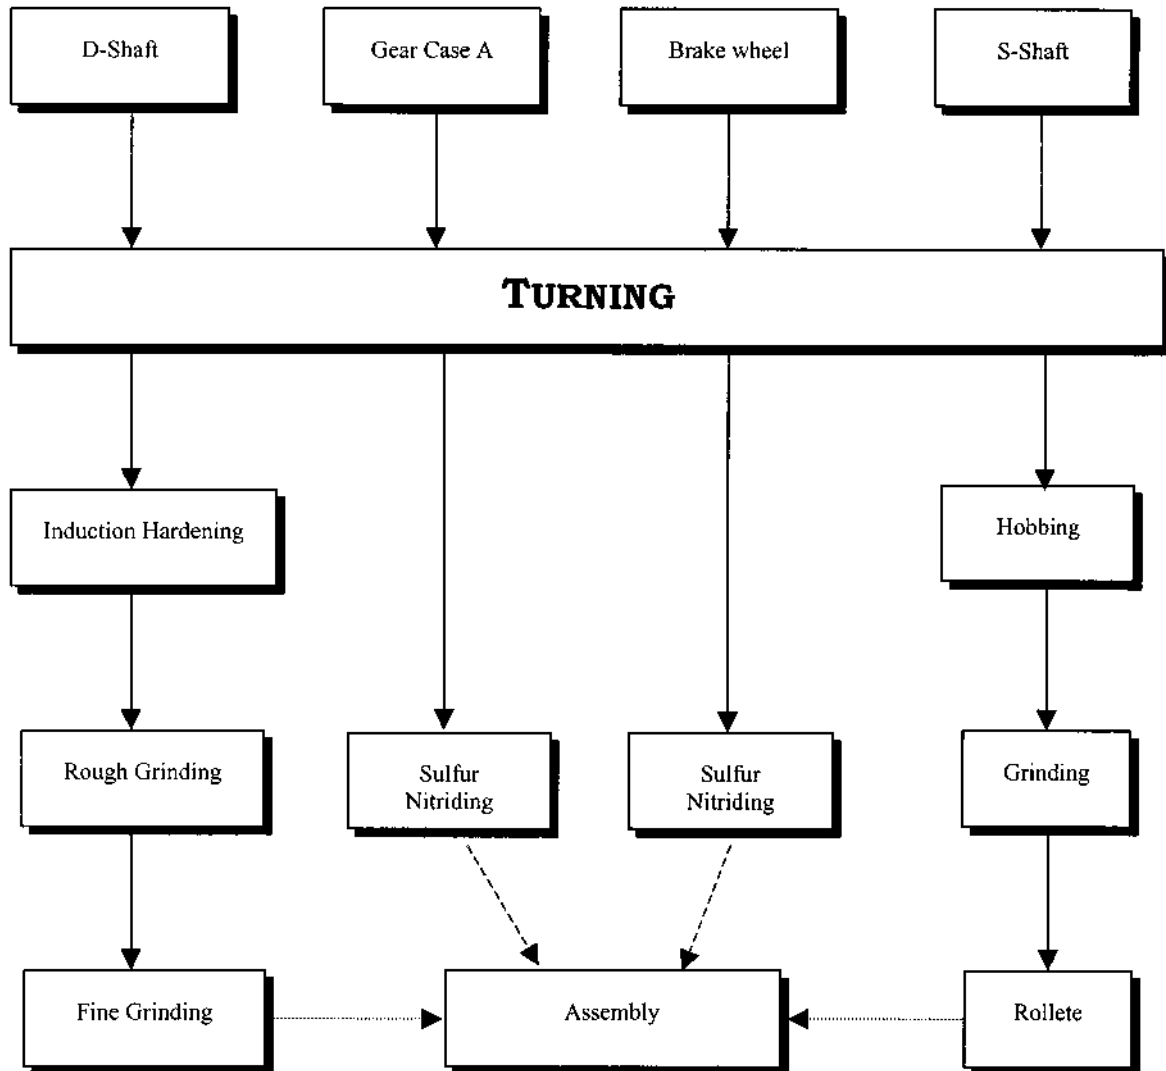 D-Shaft
Gear Case A
Brake wheel
S-Shaft
TURNING
Induction Hardening
Hobbing
Rough Grinding
Sulfur
Nitriding
Sulfur
Nitriding
Grinding
Fine Grinding
Assembly
Rollete